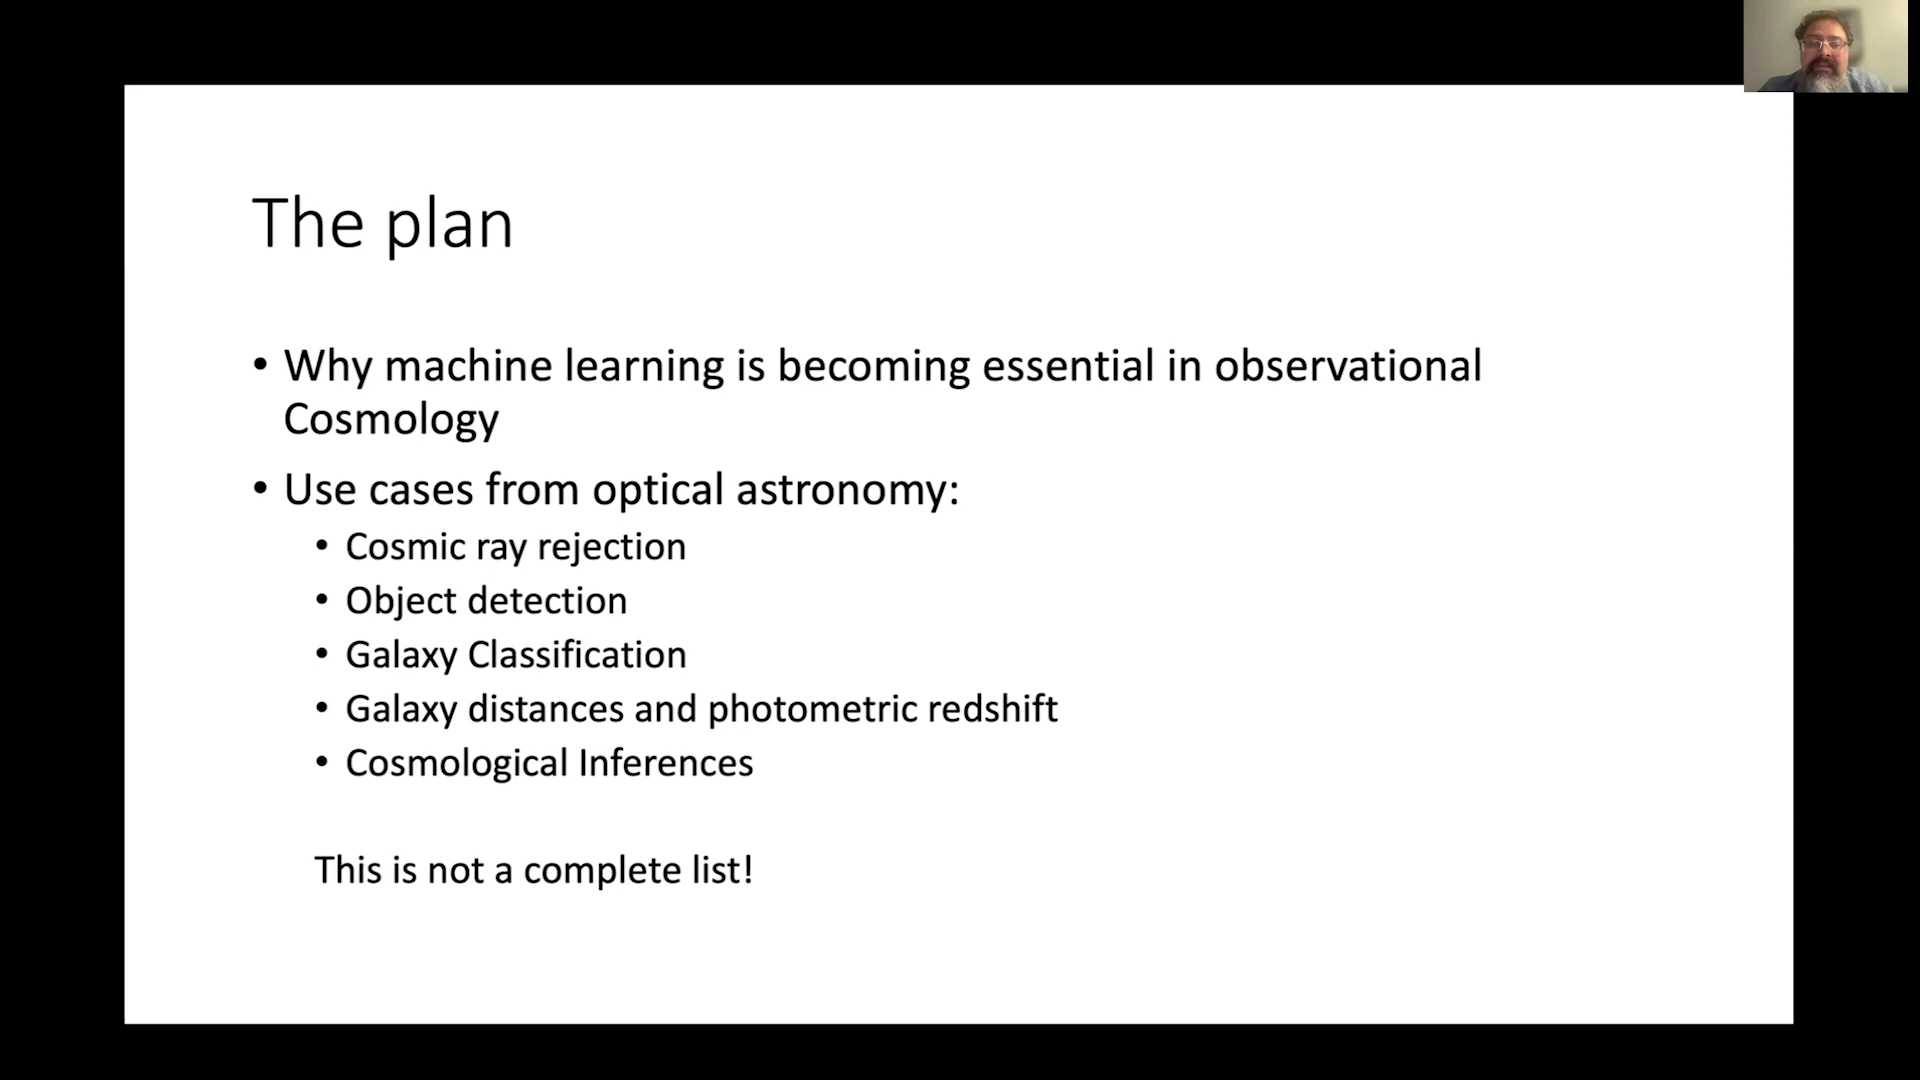 The plan
• Why machine learning is becoming essential in observational
Cosmology
• Use cases from optical astronomy:
• Cosmic ray rejection
• Object detection
• Galaxy Classification
• Galaxy distances and photometric redshift
• Cosmological Inferences
This is not a complete list!